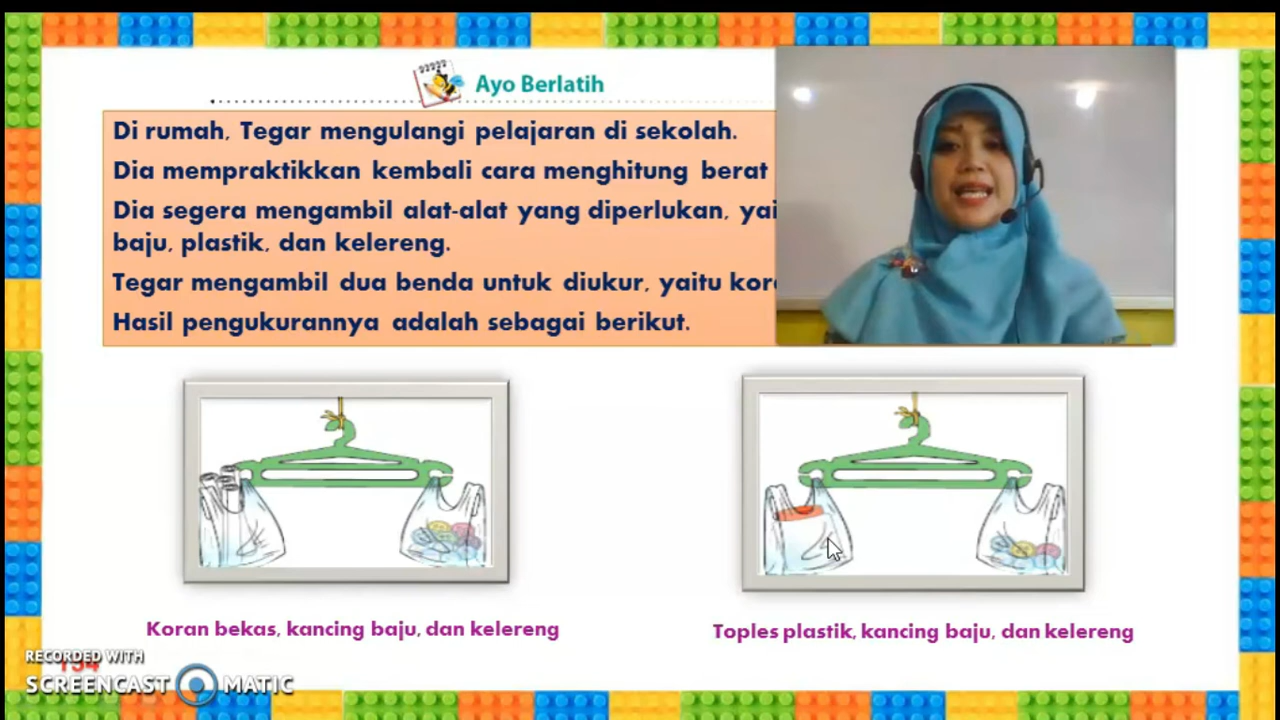 Ayo Berlatih
Di rumah, Tegar mengulangi pelajaran di sekolah.
Dia mempraktikkan kembali cara menghitung berat
Dia segera mengambil alat-alat yang diperlukan,
baju, plastik, dan kelereng.
Tegar mengambil dua benda untuk diukur, yaitu
Hasil pengukurannya adalah sebagai berikut.
Koran bekas, kancing baju, dan kelereng
Toples plastik, kancing baju, dan kelereng
RECORDED WITH
SCREENCAST MATIC